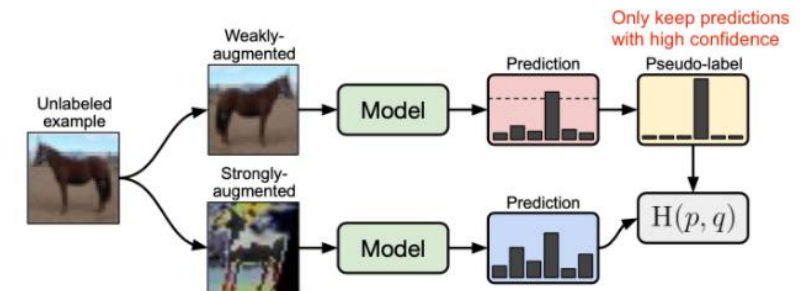 Only keep predictions
with high confidence
Weakly-
augmented
Prediction
Pseudo-label
Unlabeled
example
Model
Strongly-
augmented
Prediction
Model
H(p, q)